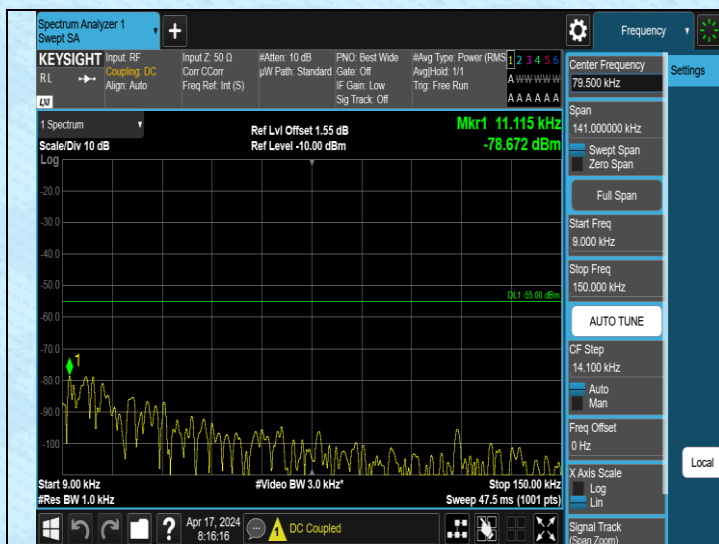 Spectrum Analyzer 1
Swept SA
Frequency
KEYSIGHT
RL
LXI
Input: RF
Coupling: DC
Align: Auto
Input Z: 50 Ω
Corr CCorr
Freq Ref: Int (S)
#Atten: 10 dB
µW Path: Standard
PNO: Best Wide
Gate: Off
IF Gain: Low
Sig Track: Off
#Avg Type: Power (RMS
Avg|Hold: 1/1
Trig: Free Run
1 2 3 4 5 6
A W W W W W
A A A A A A
1 Spectrum
Scale/Div 10 dB
Ref Lvl Offset 1.55 dB
Ref Level -10.00 dBm
Mkr1 11.115 kHz
-78.672 dBm
Log
-20.0
-30.0
-40.0
-50.0
-60.0
-70.0
-80.0
-90.0
-100
DL1 -55.00 dBm
1
Start 9.00 kHz
#Res BW 1.0 kHz
#Video BW 3.0 kHz*
Stop 150.00 kHz
Sweep 47.5 ms (1001 pts)
Apr 17, 2024
8:16:16
DC Coupled
Center Frequency
79.500 kHz
Settings
Span
141.000000 kHz
Swept Span
Zero Span
Full Span
Start Freq
9.000 kHz
Stop Freq
150.000 kHz
AUTO TUNE
CF Step
14.100 kHz
Auto
Man
Freq Offset
0 Hz
Local
X Axis Scale
Log
Lin
Signal Track
(Span Zoom)